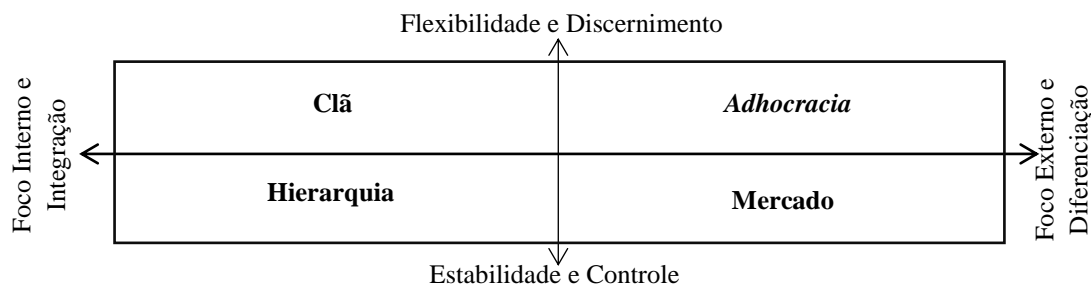 Flexibilidade e Discernimento
Foco Interno e
Integração
Clã
Adhocracia
Hierarquia
Mercado
Foco Externo e
Diferenciação
Estabilidade e Controle